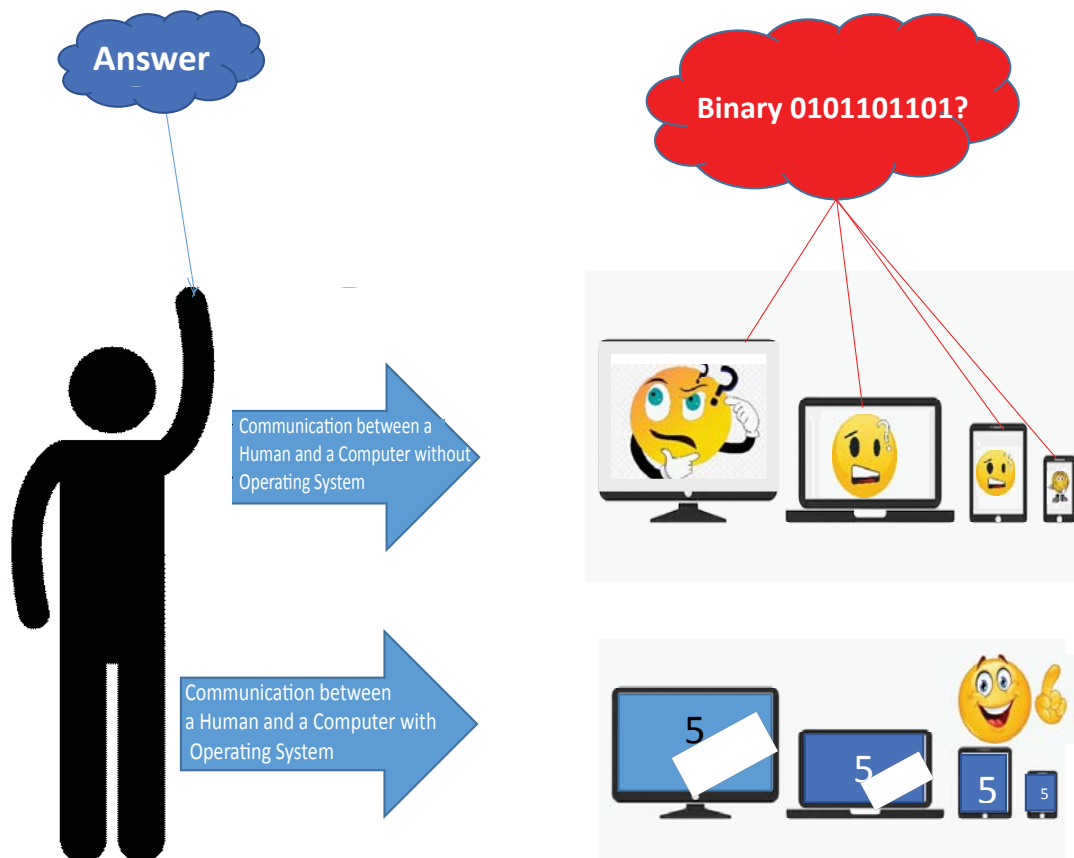 Answer
Binary 0101101101?
Communication between a
Human and a Computer without
Operating System
Communication between
a Human and a Computer with
Operating System
5
5
5
5